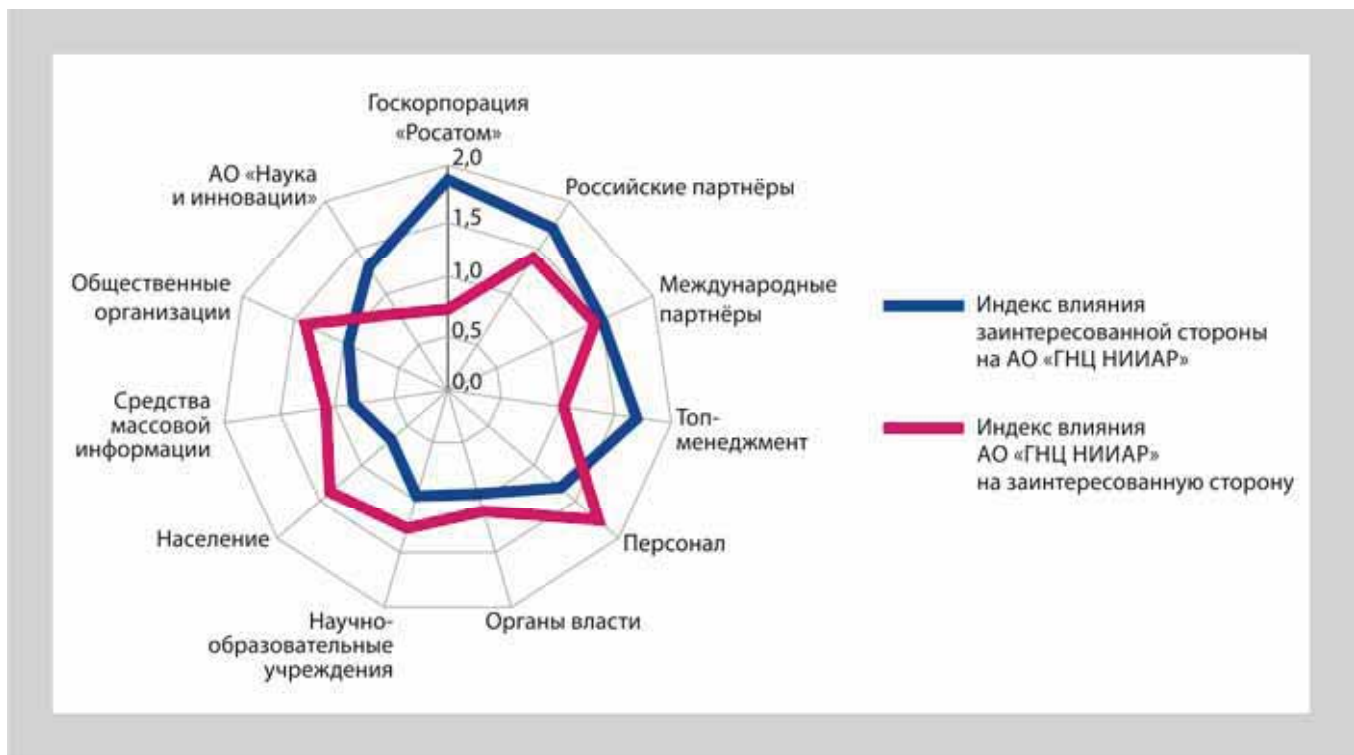 Госкорпорация
«Росатом»
2,0
1,5
1,0
0,5
0,0
Российские партнёры
Международные
партнёры
Топ-
менеджмент
Персонал
Органы власти
Научно-
образовательные
учреждения
Население
Средства
массовой
информации
Общественные
организации
АО «Наука
и инновации»
Индекс влияния
заинтересованной стороны
на АО «ГНЦ НИИАР»
Индекс влияния
АО «ГНЦ НИИАР»
на заинтересованную сторону